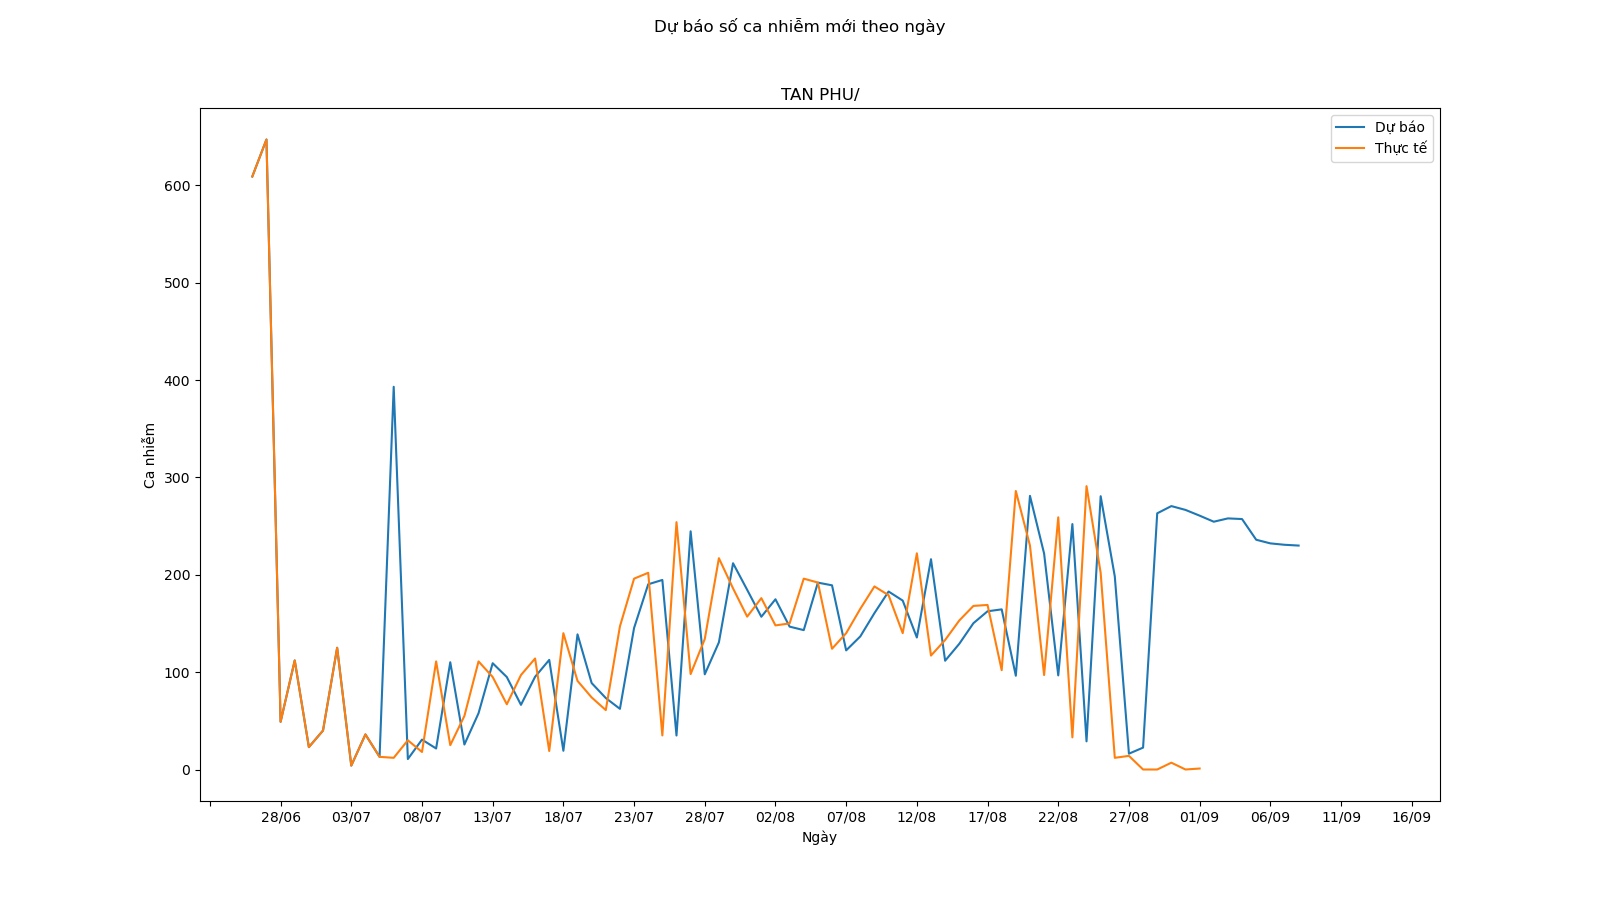 Dự báo số ca nhiễm mới theo ngày
TAN PHU/
Dự báo
Thực tế
600
500
400
300
200
100
0
Ca nhiễm
28/06 03/07 08/07 13/07 18/07 23/07 28/07 02/08 07/08 12/08 17/08 22/08 27/08 01/09 06/09 11/09 16/09
Ngày